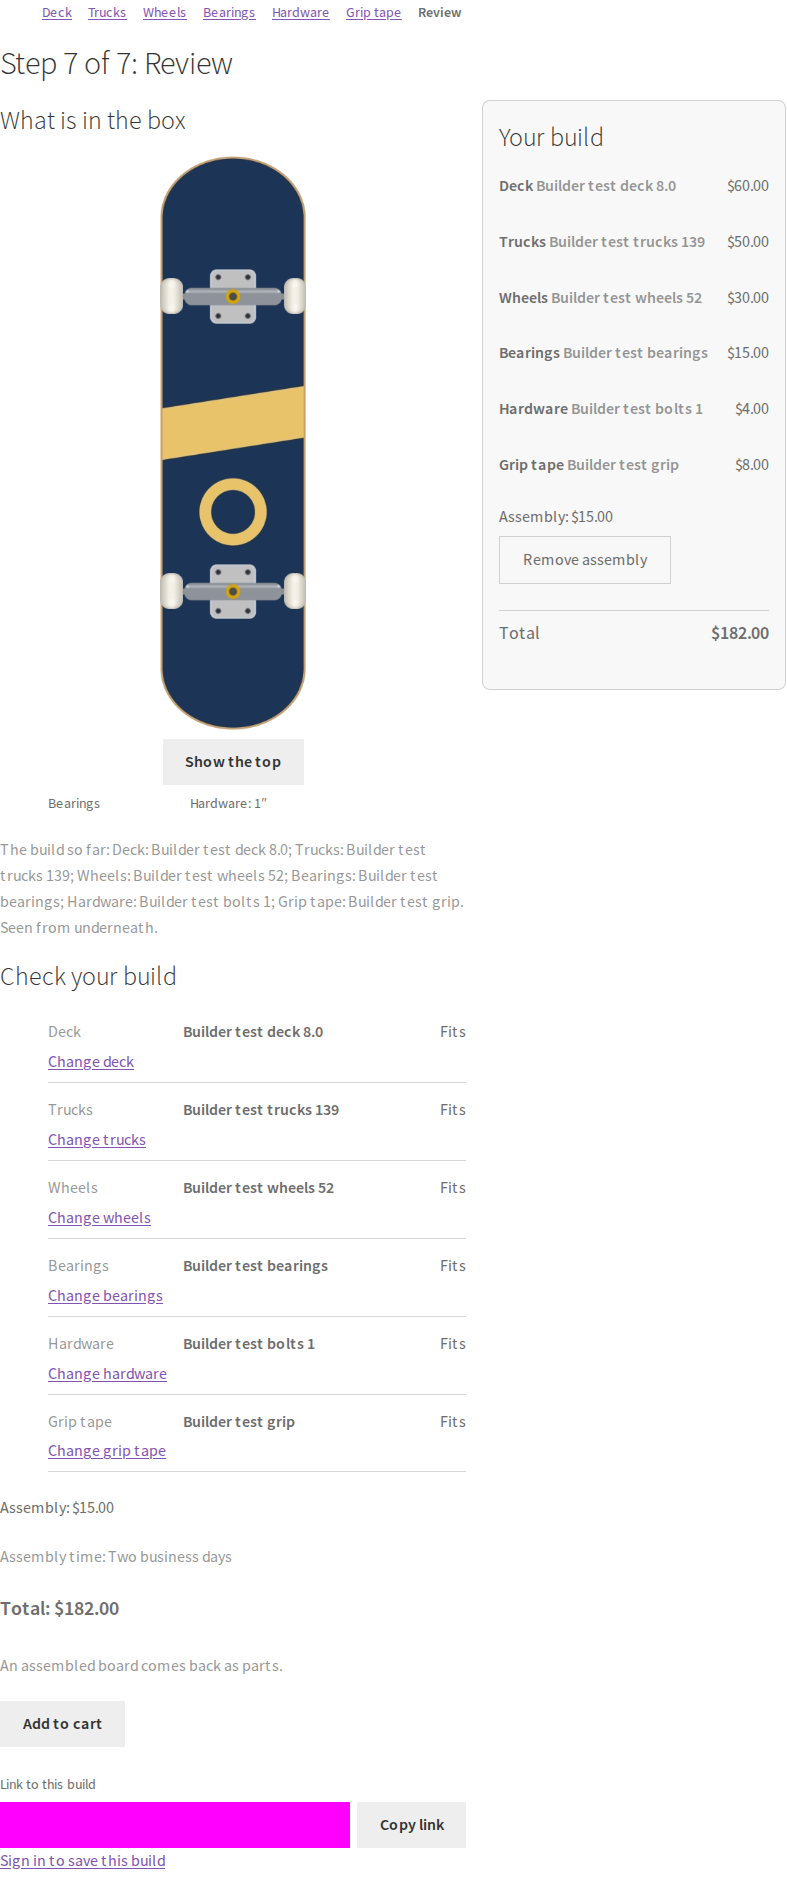 Deck Trucks Wheels Bearings Hardware Grip tape Review
Step 7 of 7: Review
What is in the box
Show the top
Bearings Hardware: 1″
The build so far: Deck: Builder test deck 8.0; Trucks: Builder test
trucks 139; Wheels: Builder test wheels 52; Bearings: Builder test
bearings; Hardware: Builder test bolts 1; Grip tape: Builder test grip.
Seen from underneath.
Check your build
Deck Builder test deck 8.0 Fits
Change deck
Trucks Builder test trucks 139 Fits
Change trucks
Wheels Builder test wheels 52 Fits
Change wheels
Bearings Builder test bearings Fits
Change bearings
Hardware Builder test bolts 1 Fits
Change hardware
Grip tape Builder test grip Fits
Change grip tape
Assembly: $15.00
Assembly time: Two business days
Total: $182.00
An assembled board comes back as parts.
Add to cart
Link to this build
Copy link
Sign in to save this build
Your build
Deck Builder test deck 8.0 $60.00
Trucks Builder test trucks 139 $50.00
Wheels Builder test wheels 52 $30.00
Bearings Builder test bearings $15.00
Hardware Builder test bolts 1 $4.00
Grip tape Builder test grip $8.00
Assembly: $15.00
Remove assembly
Total $182.00